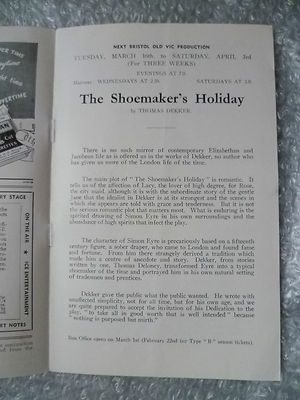 NEXT BRISTOL OLD VIC PRODUCTION
TUESDAY, MARCH 16th, to SATURDAY, APRIL 3rd
(For THREE WEEKS)
EVENINGS AT
Matinees: WEDNESDAYS AT
SATURDAYS AT
The Shoemaker's Holiday
by THOMAS DEKKER
There is no such mirror of contemporary Elizabethan and
Jacobean life as is offered us in the works of Dekker, no author who
has given us more of the London life of the time.
The main plot of "The Shoemaker's Holiday" is romantic. It
tells us of the affection of Lacy, the lover of high degree, for Rose,
the city maid, although it is with the subordinate story of the gentle
Jane that the idealist in Dekker is at its strongest and the scenes in
which she appears are told with grace and tenderness. But it is not
the serious romantic plot that matters most. What is enduring is the
spirited drawing of Simon Eyre in his own surroundings and the
abundance of high spirits that infect the play.
The character of Simon Eyre is precariously based on a fifteenth
century figure, a sober draper, who came to London and found fame
and fortune. From him there strangely derived a tradition which
made him a centre of anecdote and story. Dekker, from stories
written by one, Thomas Deloney, transformed Eyre into a typical
shoemaker of the time and portrayed him in his own natural setting
of tradesmen and prentices.
Dekker gave the public what the public wanted. He wrote with
unaffected simplicity, not for all time, but for his own age, and we
are quite prepared to accept the invitation of his Dedication to the
play, "to take all in good worth that is well intended" because
"nothing is purposed but mirth."
Box Office opens on March 1st (February 22nd for Type "B" season tickets).
RY STAGE
ON THE AIR
ICE ENTERTAINMENT
RT NOTES